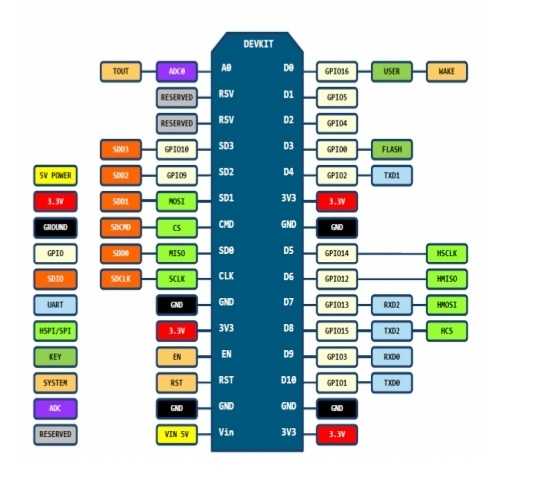 DEVKIT
TOUT ADC0 A0 D0 GPIO16 USER WAKE
RESERVED RSV D1 GPIO5
RESERVED RSV D2 GPIO4
SDD3 GPIO10 SD3 D3 GPIO0 FLASH
5V POWER SDD2 GPIO9 SD2 D4 GPIO2 TXD1
3.3V SDD1 MOSI SD1 3V3 3.3V
GROUND SDCMD CS CMD GND GND
GPIO SDD0 MISO SD0 D5 GPIO14 HSCLK
SDIO SDCLK SCLK CLK D6 GPIO12 HMISO
UART GND GND D7 GPIO13 RXD2 HMOSI
HSPI/SPI 3.3V 3V3 D8 GPIO15 TXD2 HCS
KEY EN EN D9 GPIO3 RXD0
SYSTEM RST RST D10 GPIO1 TXD0
ADC GND GND GND GND
RESERVED VIN 5V Vin 3V3 3.3V